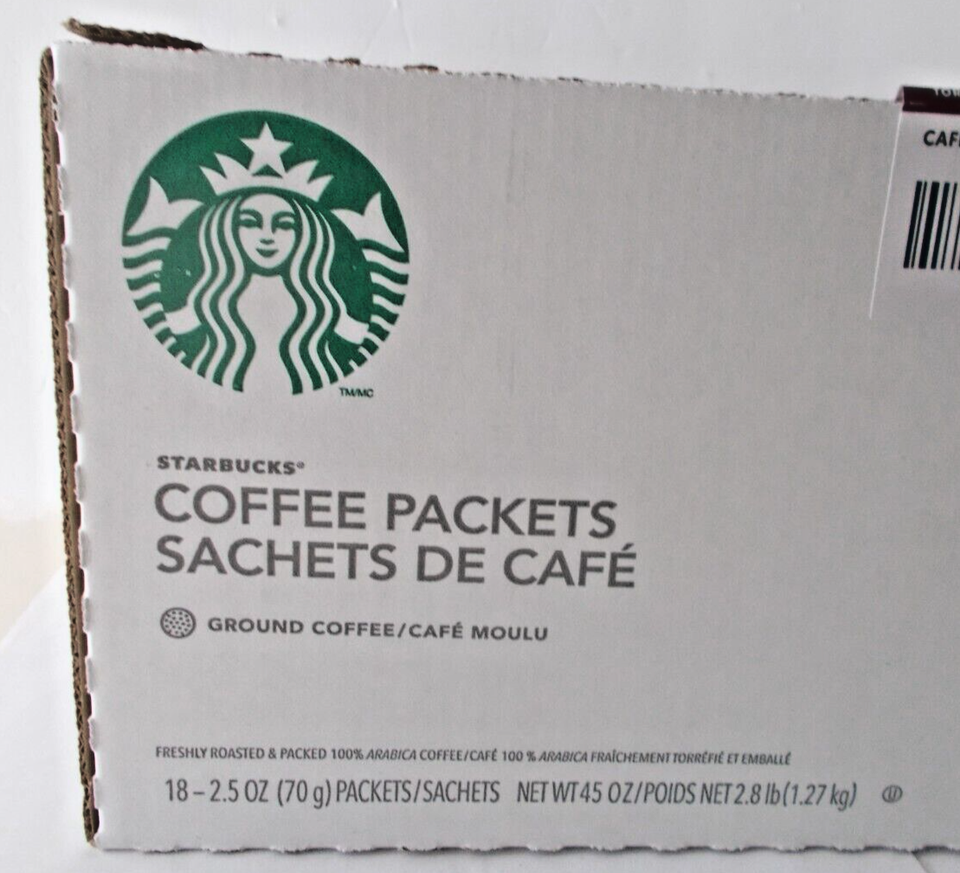 TM/MC
STARBUCKS®
COFFEE PACKETS
SACHETS DE CAFÉ
GROUND COFFEE/CAFÉ MOULU
FRESHLY ROASTED & PACKED 100% ARABICA COFFEE/CAFÉ 100 % ARABICA FRAÎCHEMENT TORRÉFIÉ ET EMBALLÉ
18 – 2.5 OZ (70 g) PACKETS/SACHETS NET WT 45 OZ/POIDS NET 2.8 lb (1.27 kg) U